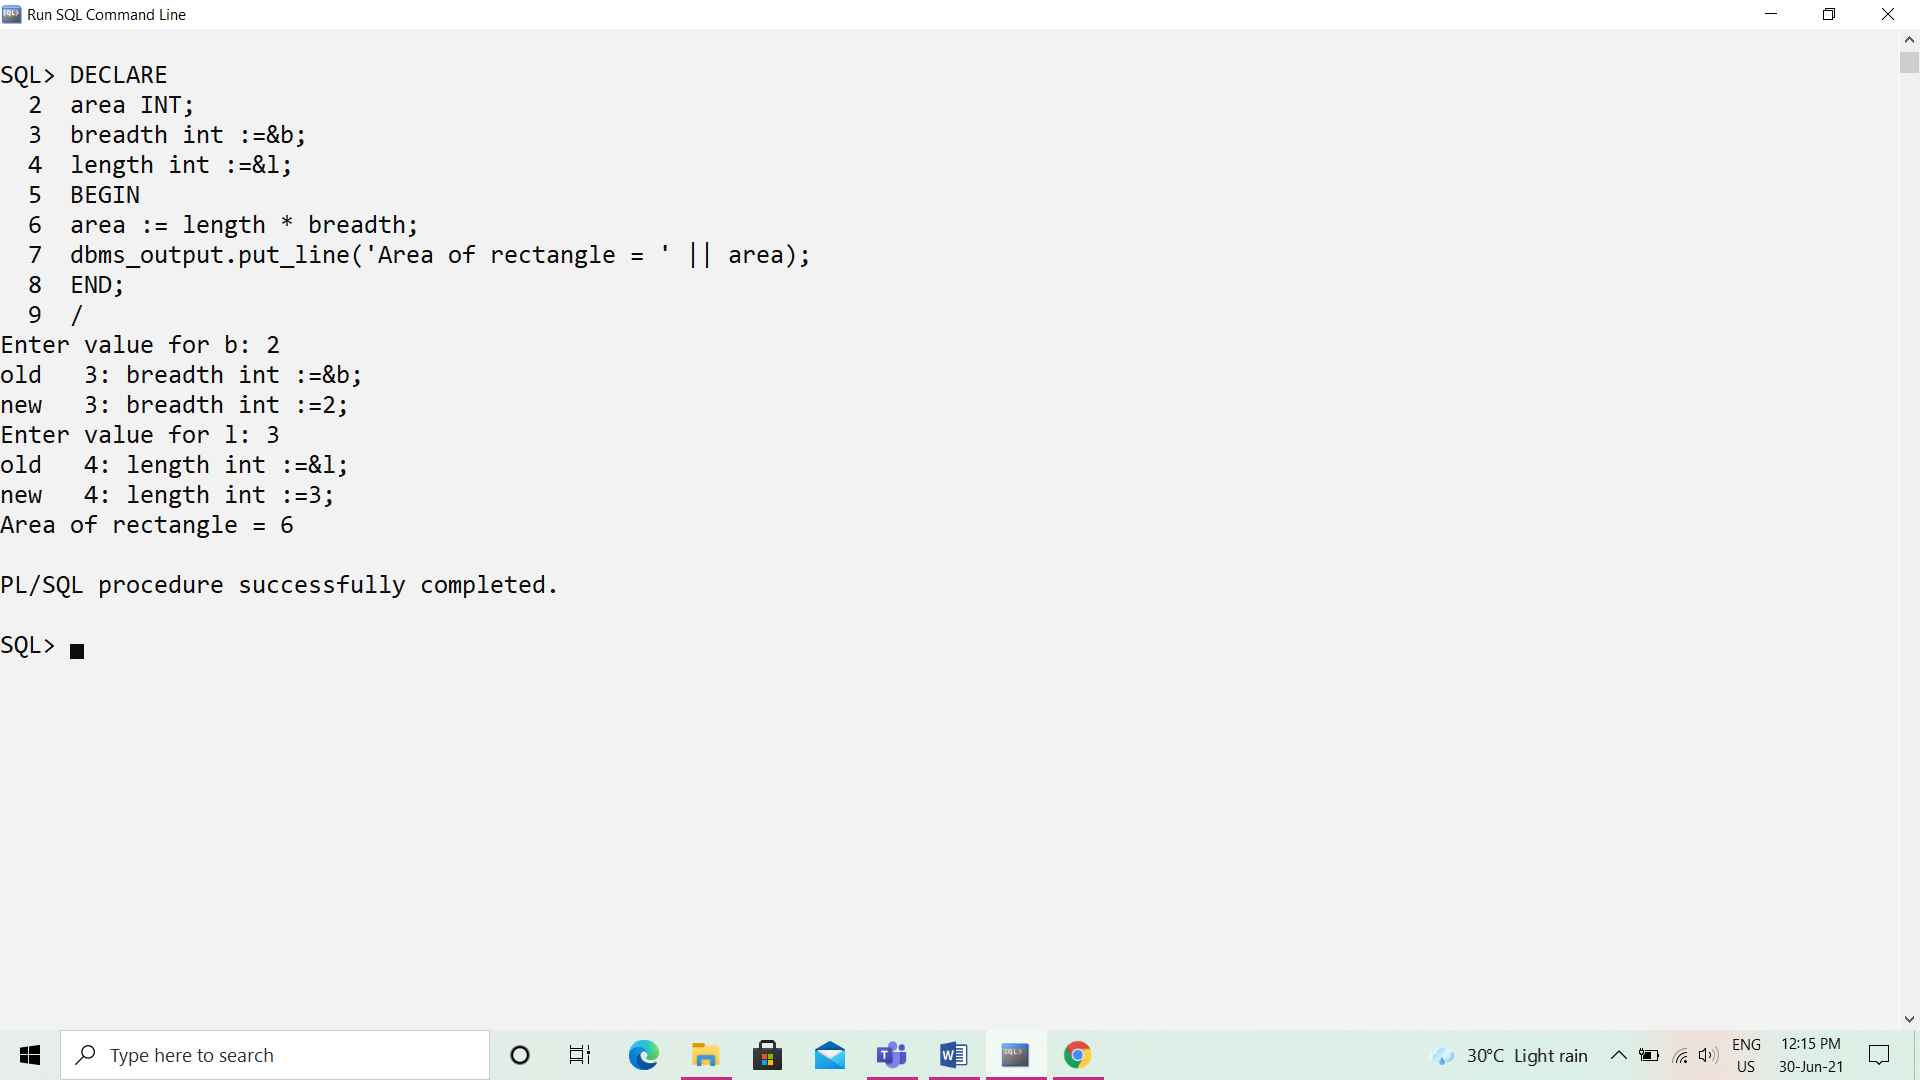 Run SQL Command Line
SQL> DECLARE
  2  area INT;
  3  breadth int :=&b;
  4  length int :=&l;
  5  BEGIN
  6  area := length * breadth;
  7  dbms_output.put_line('Area of rectangle = ' || area);
  8  END;
  9  /
Enter value for b: 2
old   3: breadth int :=&b;
new   3: breadth int :=2;
Enter value for l: 3
old   4: length int :=&l;
new   4: length int :=3;
Area of rectangle = 6
PL/SQL procedure successfully completed.
SQL>
Type here to search
30°C Light rain
ENG
US
12:15 PM
30-Jun-21